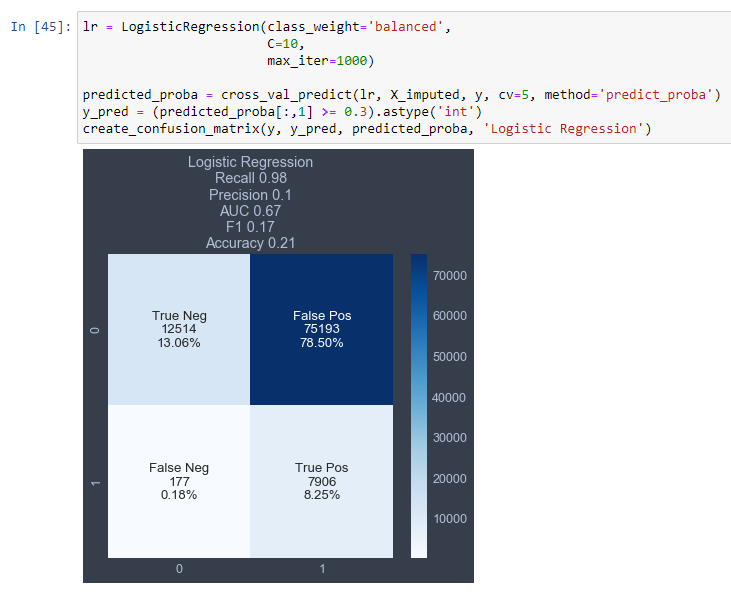 In [45]: lr = LogisticRegression(class_weight='balanced',
C=10,
max_iter=1000)
predicted_proba = cross_val_predict(lr, X_imputed, y, cv=5, method='predict_proba')
y_pred = (predicted_proba[:,1] >= 0.3).astype('int')
create_confusion_matrix(y, y_pred, predicted_proba, 'Logistic Regression')
Logistic Regression
Recall 0.98
Precision 0.1
AUC 0.67
F1 0.17
Accuracy 0.21
0
True Neg
12514
13.06%
False Pos
75193
78.50%
1
False Neg
177
0.18%
True Pos
7906
8.25%
0
1
70000
60000
50000
40000
30000
20000
10000